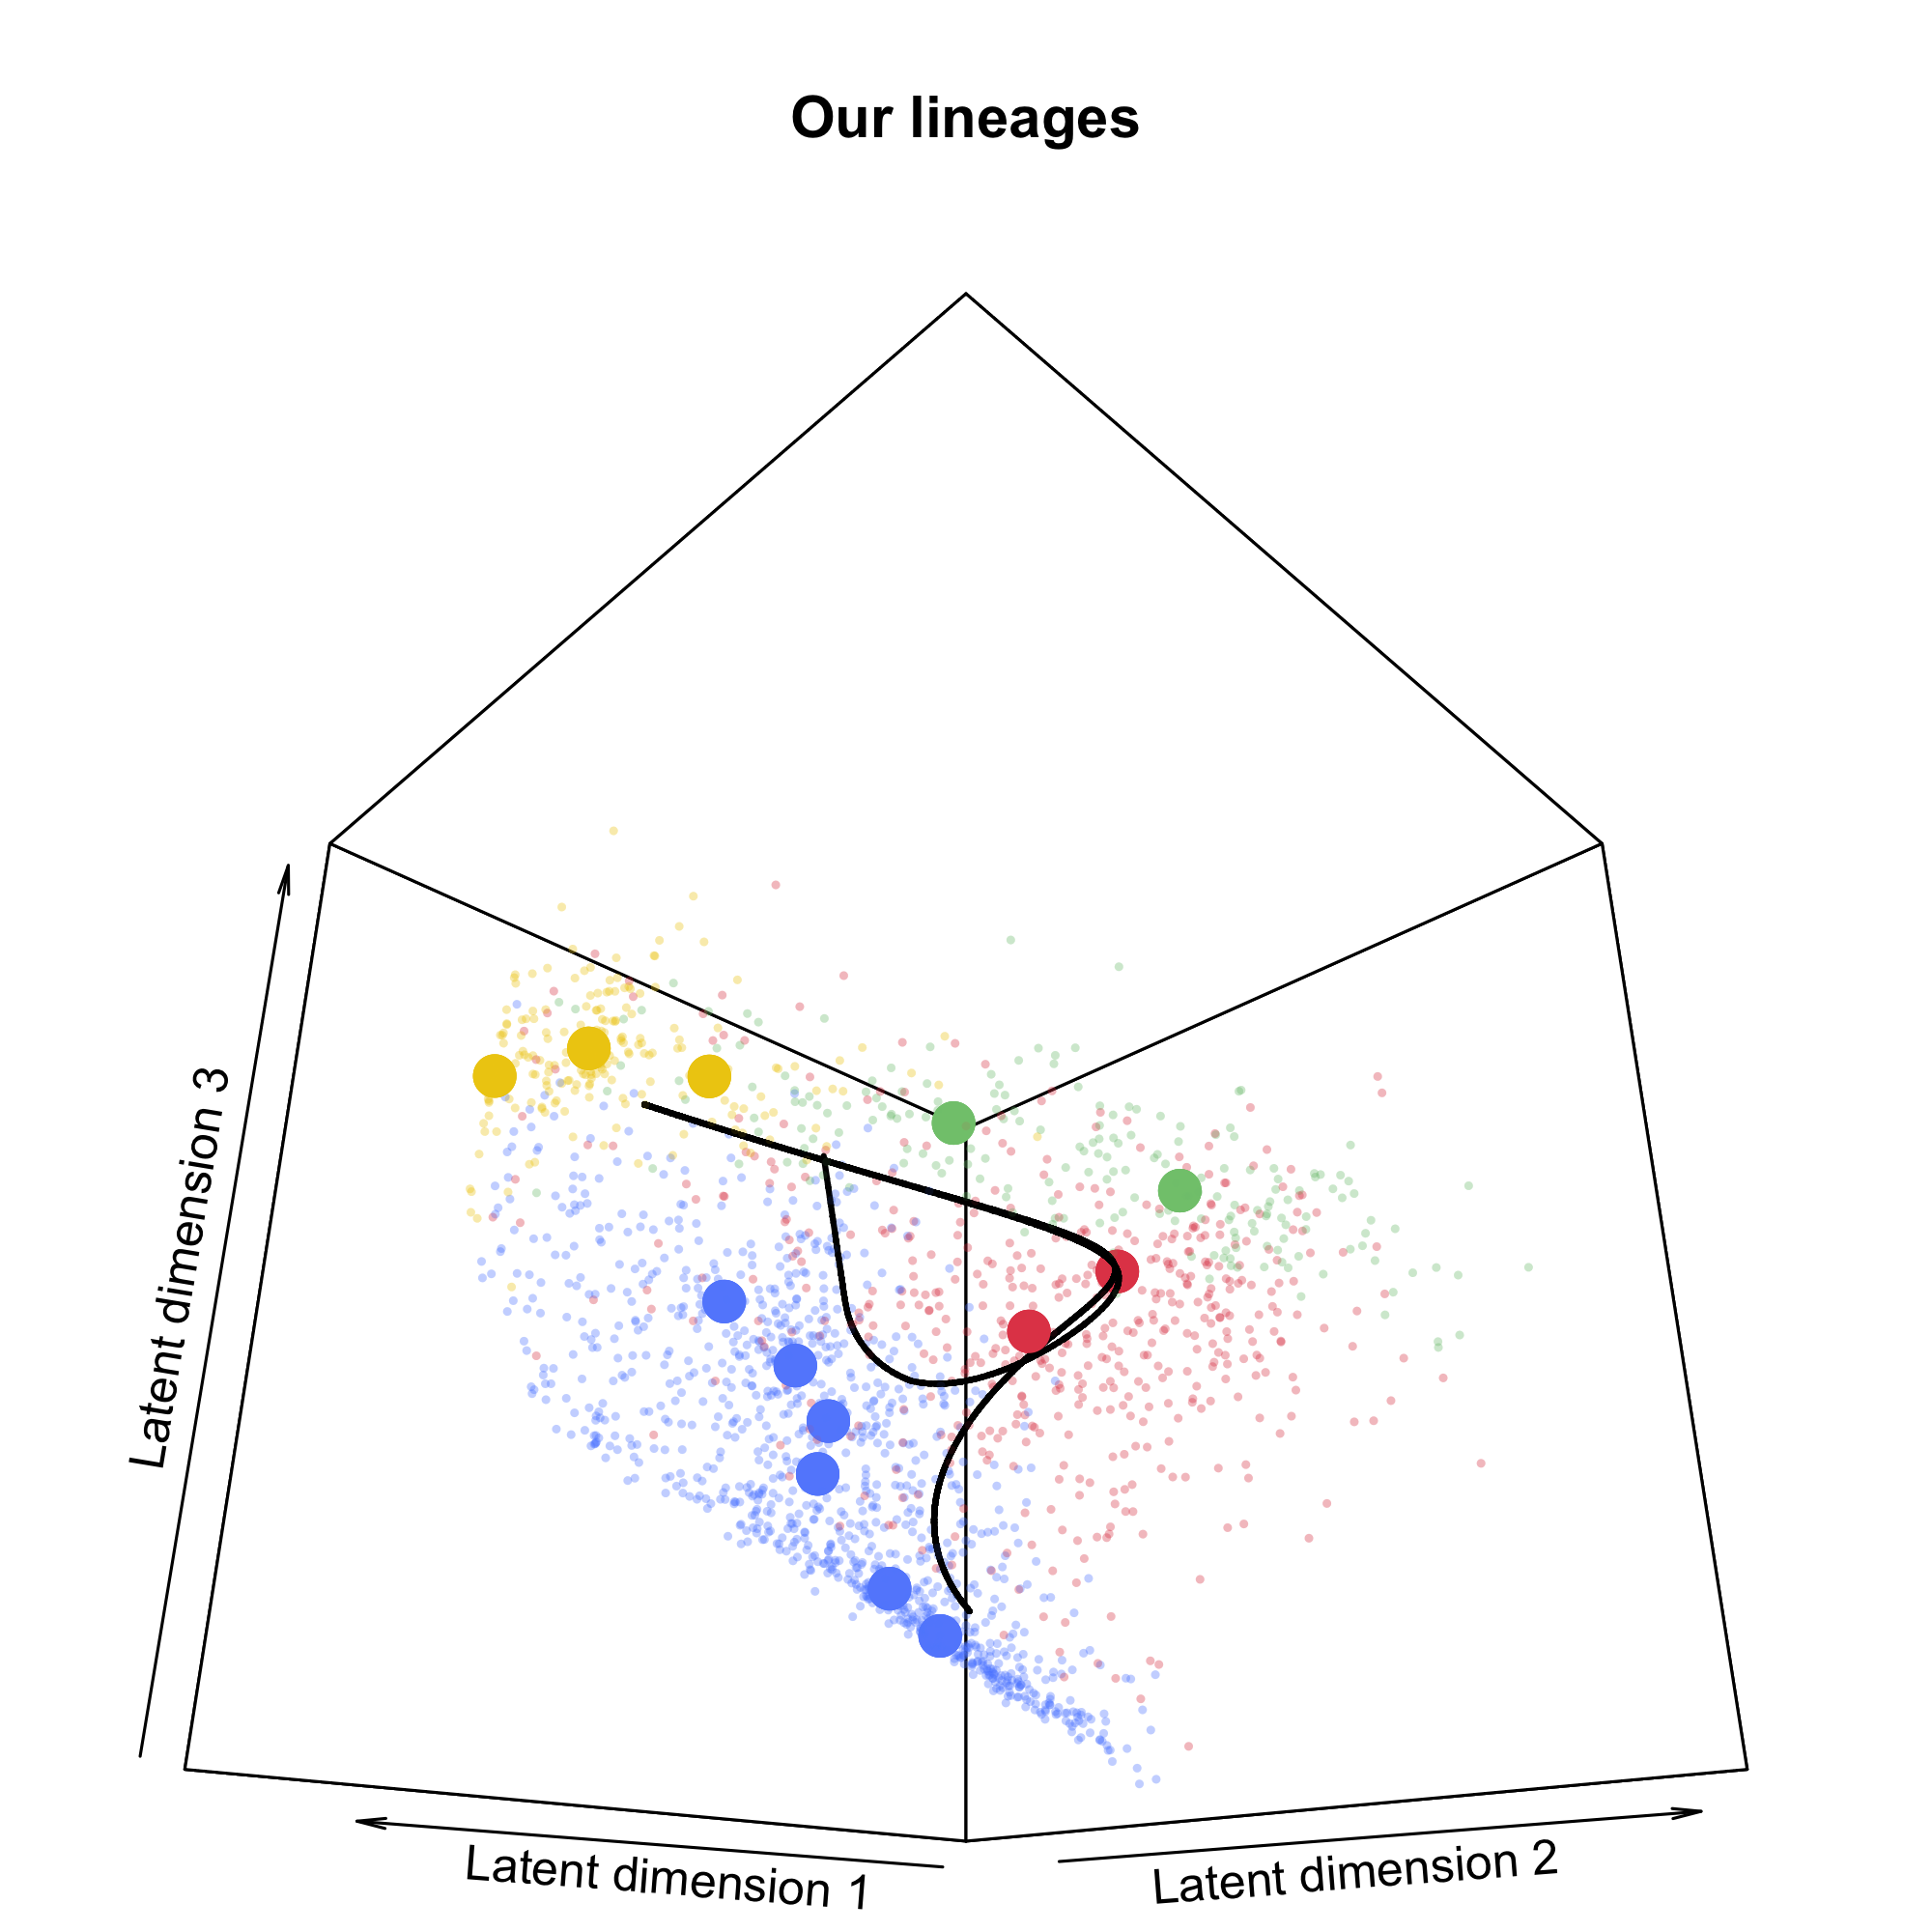 Our lineages
Latent dimension 3
Latent dimension 1
Latent dimension 2